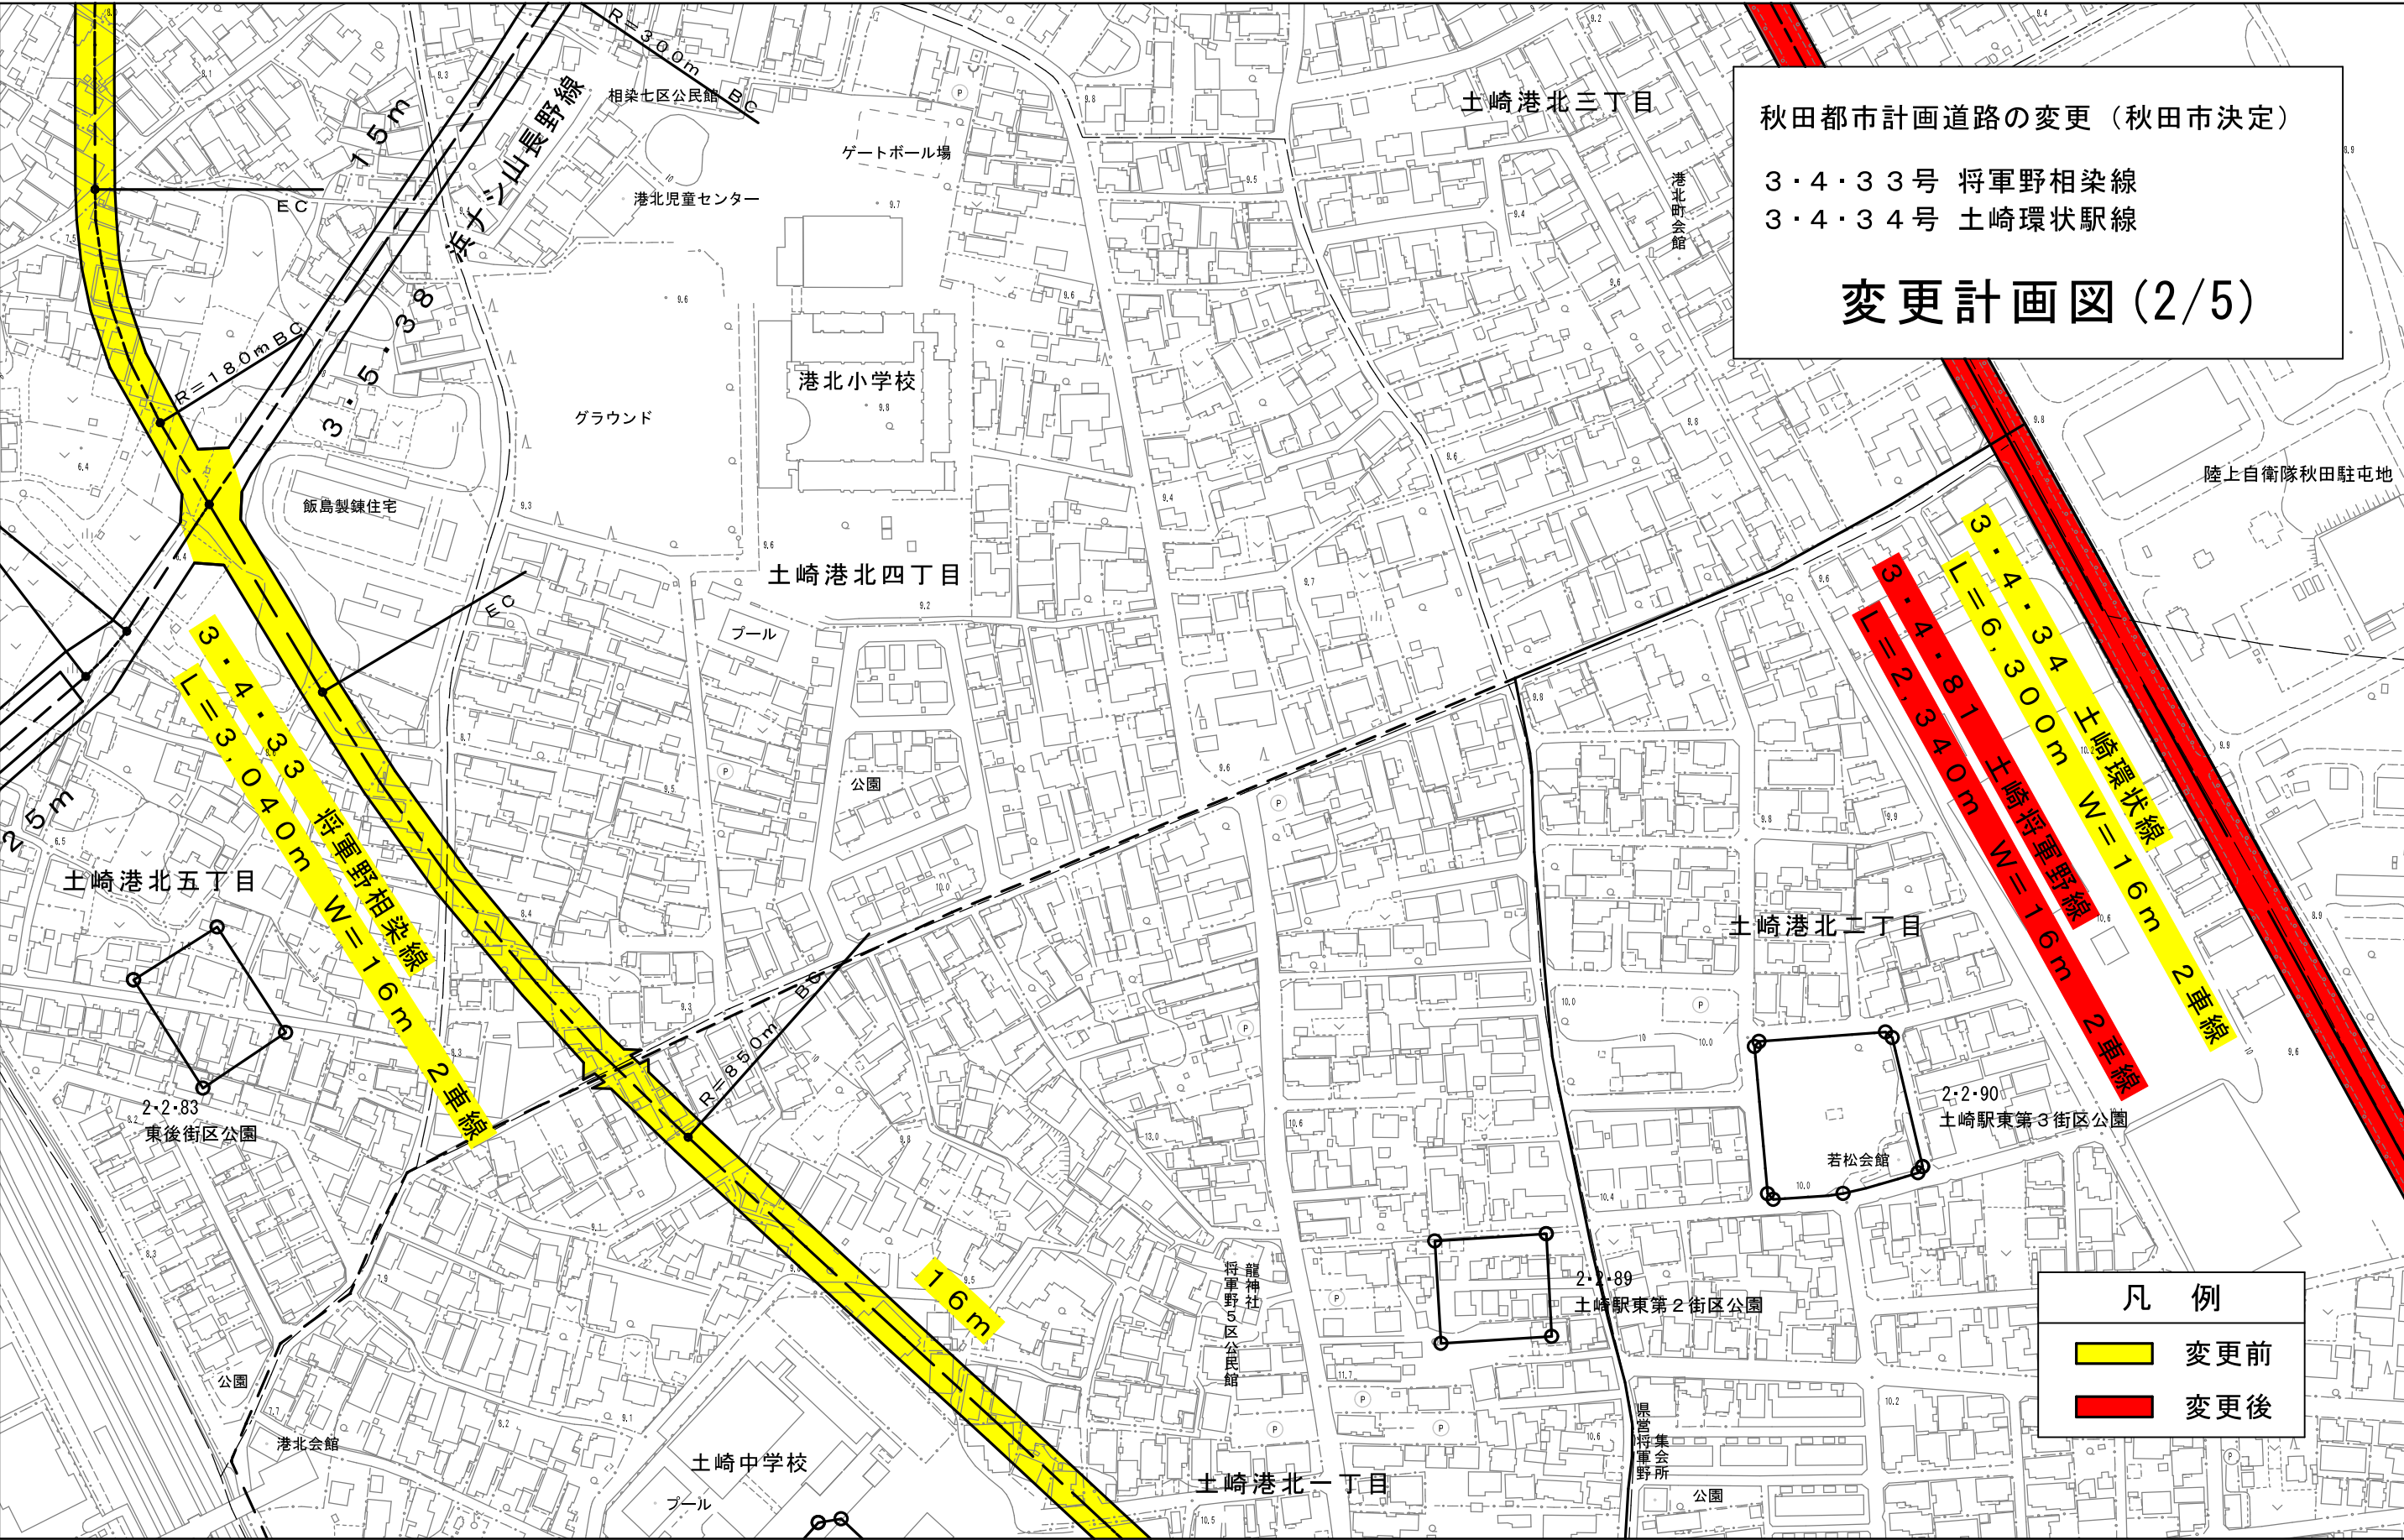 秋田都市計画道路の変更（秋田市決定）
３・４・３３号 将軍野相染線
３・４・３４号 土崎環状駅線
変更計画図(2/5)
R＝300m
BC
15m
浜ナシ山長野線
3・5・38
EC
R＝180m
BC
相染七区公民館
ゲートボール場
港北児童センター
土崎港北三丁目
港北町会館
港北小学校
グラウンド
飯島製錬住宅
陸上自衛隊秋田駐屯地
土崎港北四丁目
プール
EC
公園
3・4・33 将軍野相染線
L＝3,040m W＝16m 2車線
3・4・34 土崎環状線
L＝6,300m W＝16m 2車線
3・4・81 土崎将軍野線
L＝2,340m W＝16m 2車線
25m
土崎港北五丁目
土崎港北二丁目
BC
R＝850m
2・2・83
東後街区公園
2・2・90
土崎駅東第３街区公園
若松会館
16m
龍神社
将軍野５区公民館
2・2・89
土崎駅東第２街区公園
公園
港北会館
土崎中学校
プール
土崎港北一丁目
県営将軍野
集会所
公園
凡 例
変更前
変更後